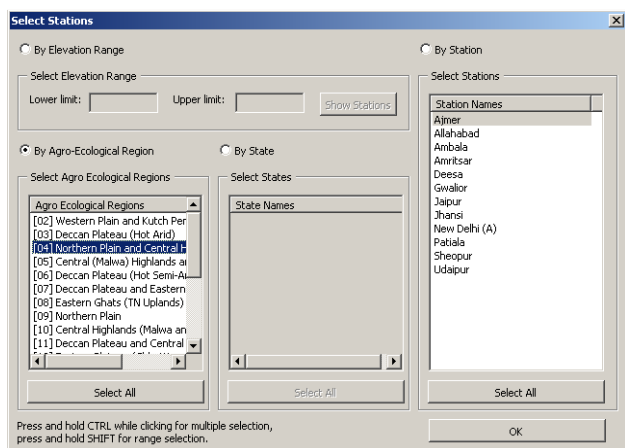 Select Stations
By Elevation Range
By Station
Select Elevation Range
Lower limit:
Upper limit:
Show Stations
By Agro-Ecological Region
By State
Select Agro Ecological Regions
Agro Ecological Regions
[02] Western Plain and Kutch Per
[03] Deccan Plateau (Hot Arid)
[04] Northern Plain and Central H
[05] Central (Malwa) Highlands ar
[06] Deccan Plateau (Hot Semi-Ar
[07] Deccan Plateau and Eastern
[08] Eastern Ghats (TN Uplands)
[09] Northern Plain
[10] Central Highlands (Malwa an
[11] Deccan Plateau and Central
Select All
Select States
State Names
Select All
Select Stations
Station Names
Ajmer
Allahabad
Ambala
Amritsar
Deesa
Gwalior
Jaipur
Jhansi
New Delhi (A)
Patiala
Sheopur
Udaipur
Select All
Press and hold CTRL while clicking for multiple selection,
press and hold SHIFT for range selection.
OK